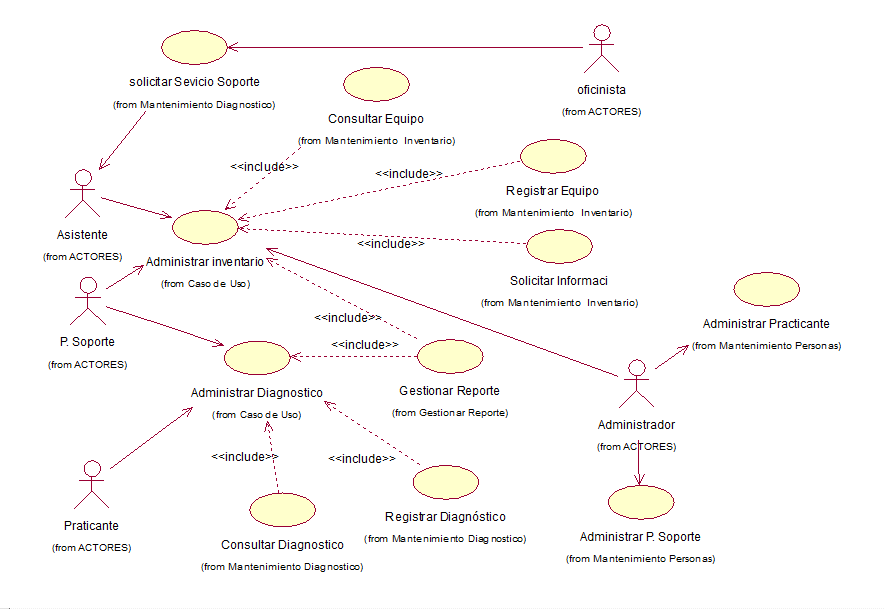 solicitar Sevicio Soporte
(from Mantenimiento Diagnostico)
oficinista
(from ACTORES)
Consultar Equipo
(from Mantenimiento Inventario)
<<include>>
<<include>>
Registrar Equipo
(from Mantenimiento Inventario)
Asistente
(from ACTORES)
Administrar inventario
(from Caso de Uso)
<<include>>
Solicitar Informaci
(from Mantenimiento Inventario)
P. Soporte
(from ACTORES)
<<include>>
<<include>>
Administrar Practicante
(from Mantenimiento Personas)
Administrar Diagnostico
(from Caso de Uso)
Gestionar Reporte
(from Gestionar Reporte)
Administrador
(from ACTORES)
<<include>>
<<include>>
Praticante
(from ACTORES)
Consultar Diagnostico
(from Mantenimiento Diagnostico)
Registrar Diagnóstico
(from Mantenimiento Diagnostico)
Administrar P. Soporte
(from Mantenimiento Personas)